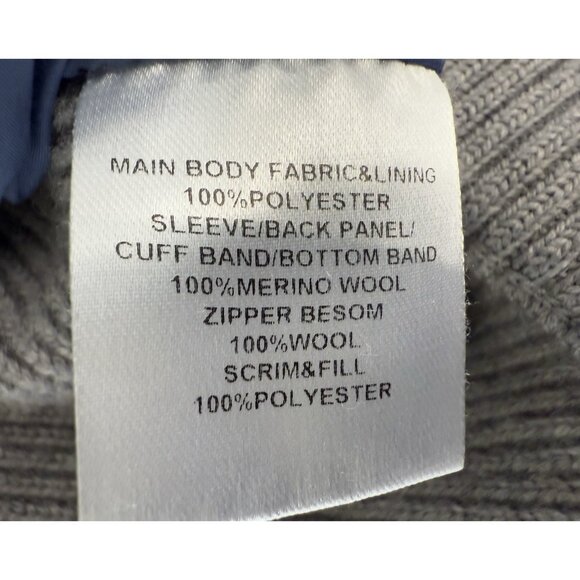 MAIN BODY FABRIC&LINING
100%POLYESTER
SLEEVE/BACK PANEL/
CUFF BAND/BOTTOM BAND
100%MERINO WOOL
ZIPPER BESOM
100%WOOL
SCRIM&FILL
100%POLYESTER